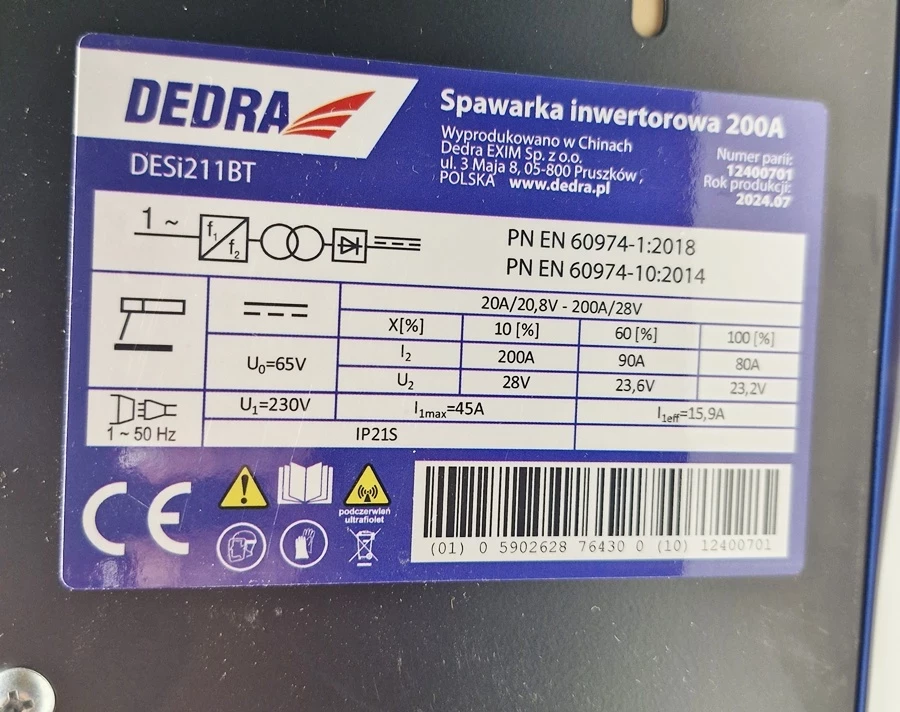 DEDRA
DESi211BT
Spawarka inwertorowa 200A
Wyprodukowano w Chinach
Dedra EXIM Sp. z o.o.
ul. 3 Maja 8, 05-800 Pruszków,
POLSKA www.dedra.pl
Numer parii:
12400701
Rok produkcji:
2024.07
1 ~
f₁
f₂
PN EN 60974-1:2018
PN EN 60974-10:2014
20A/20,8V - 200A/28V
X[%] 10 [%] 60 [%] 100 [%]
U₀=65V
I₂ 200A 90A 80A
U₂ 28V 23,6V 23,2V
1 ~ 50 Hz
U₁=230V I₁max=45A I₁eff=15,9A
IP21S
CE
podczerwień
ultrafiolet
(01) 0 5902628 76430 0 (10) 12400701